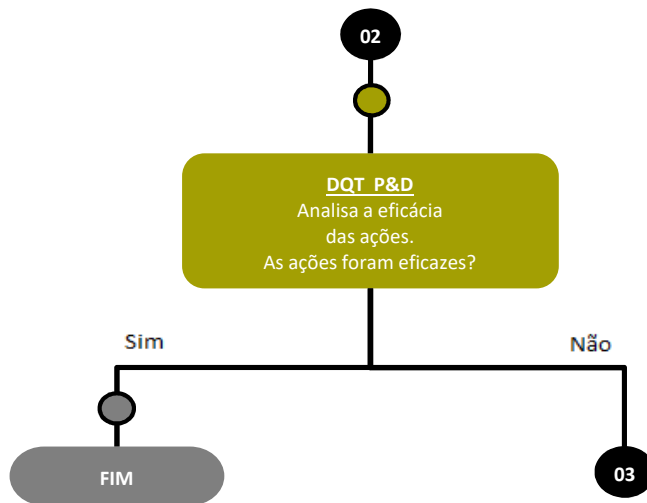 02
DQT P&D
Analisa a eficácia
das ações.
As ações foram eficazes?
Sim
Não
FIM
03